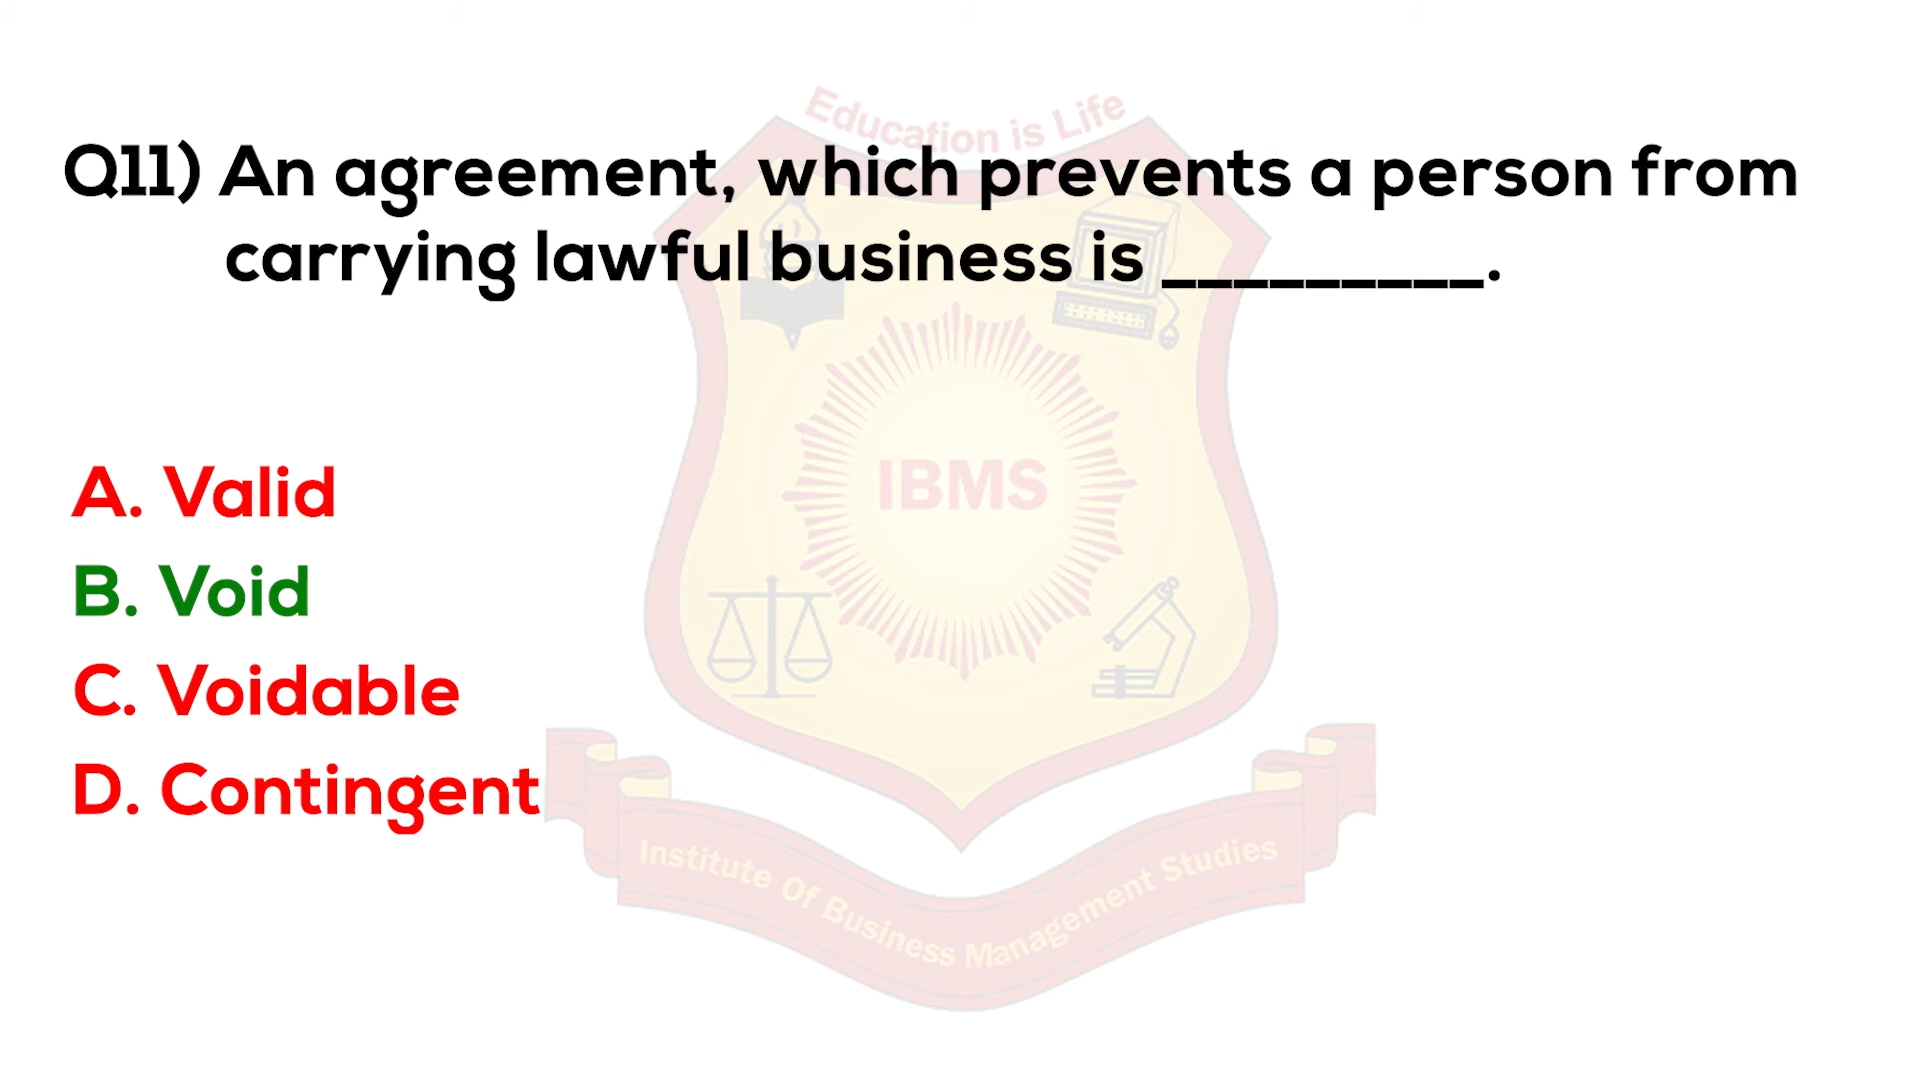 Education is Life
Q11) An agreement, which prevents a person from
carrying lawful business is _________.
IBMS
A. Valid
B. Void
C. Voidable
D. Contingent
Institute Of Business Management Studies